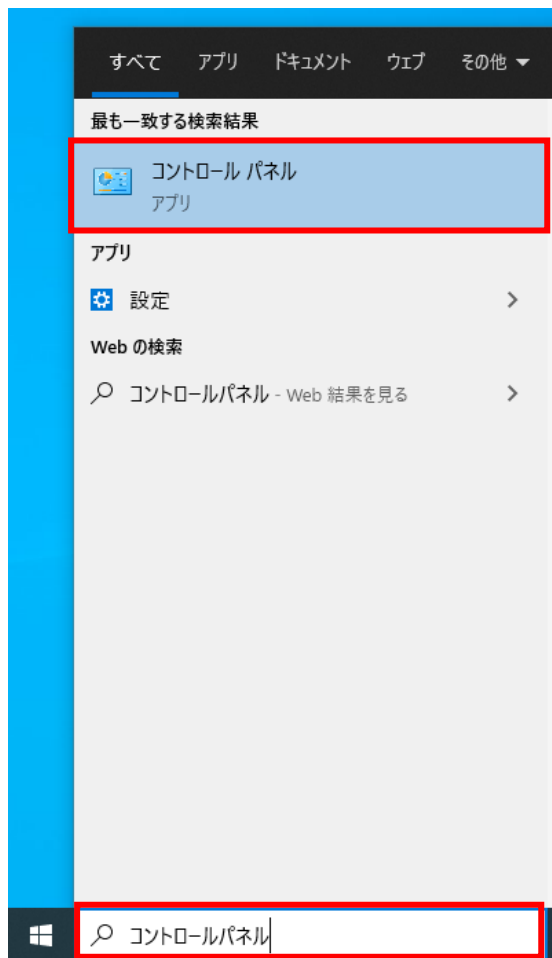 すべて アプリ ドキュメント ウェブ その他
最も一致する検索結果
コントロール パネル
アプリ
アプリ
設定
Web の検索
コントロールパネル - Web 結果を見る
コントロールパネル